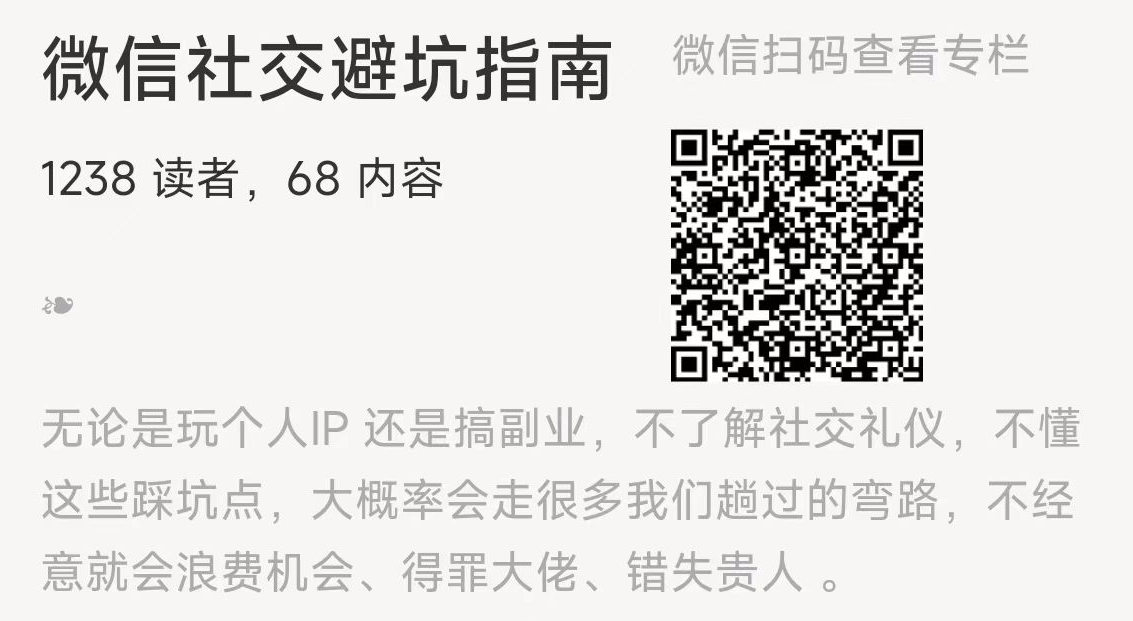 微信社交避坑指南
微信扫码查看专栏
1238 读者，68 内容
无论是玩个人IP 还是搞副业，不了解社交礼仪，不懂
这些踩坑点，大概率会走很多我们趟过的弯路，不经
意就会浪费机会、得罪大佬、错失贵人 。